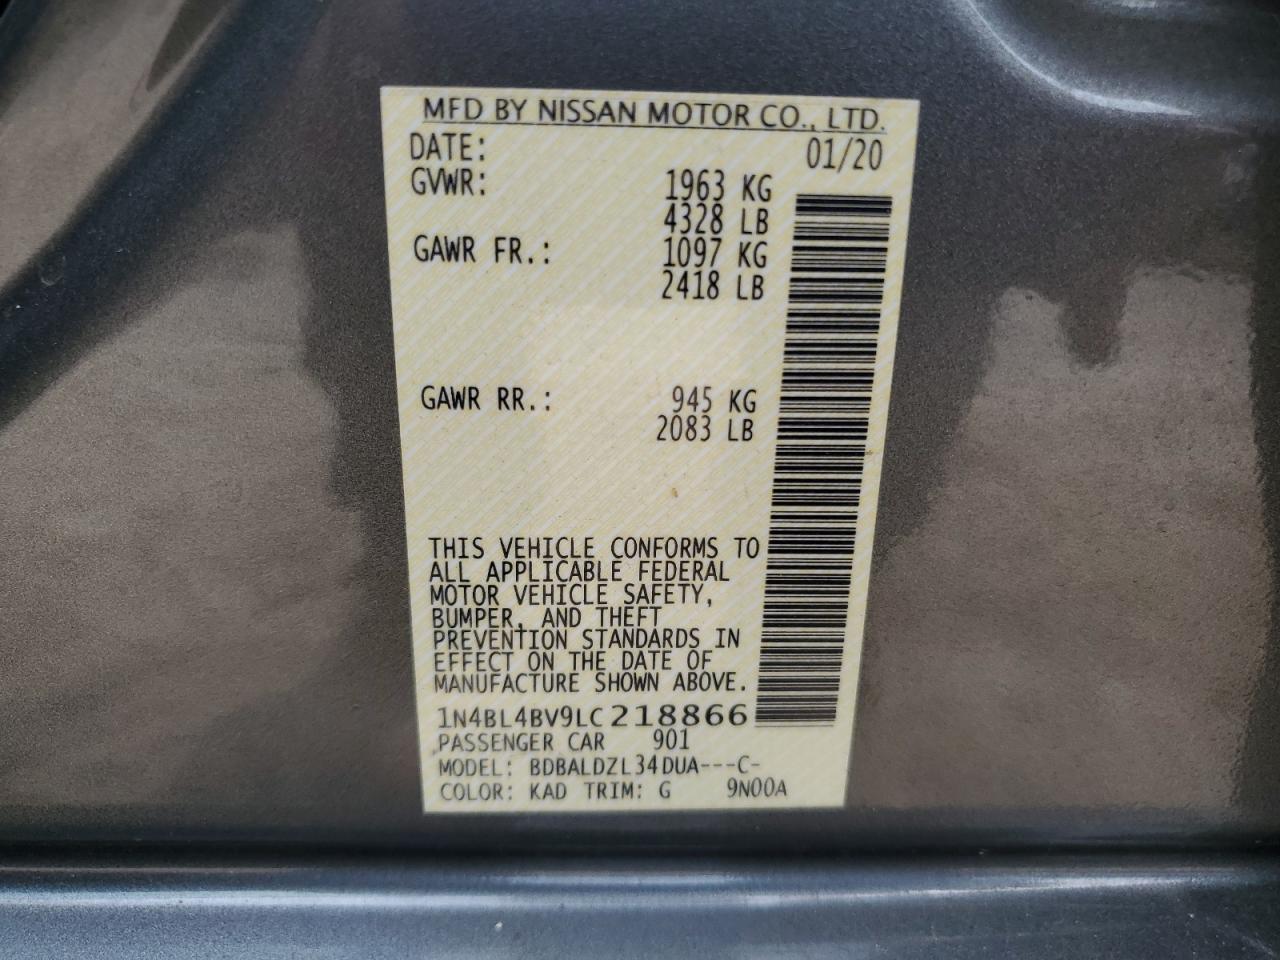 MFD BY NISSAN MOTOR CO., LTD.
DATE: 01/20
GVWR: 1963 KG
4328 LB
GAWR FR.: 1097 KG
2418 LB
GAWR RR.: 945 KG
2083 LB
THIS VEHICLE CONFORMS TO
ALL APPLICABLE FEDERAL
MOTOR VEHICLE SAFETY,
BUMPER, AND THEFT
PREVENTION STANDARDS IN
EFFECT ON THE DATE OF
MANUFACTURE SHOWN ABOVE.
1N4BL4BV9LC218866
PASSENGER CAR 901
MODEL: BDBALDZL34DUA---C-
COLOR: KAD TRIM: G 9N00A